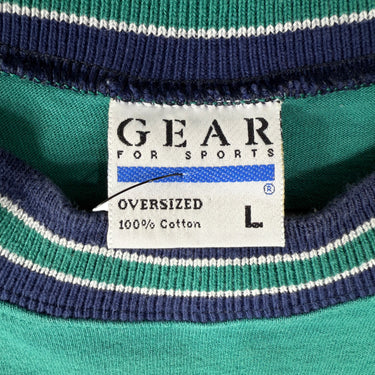 GEAR
FOR SPORTS
®
OVERSIZED
100% Cotton
L